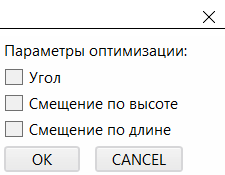 Параметры оптимизации:
Угол
Смещение по высоте
Смещение по длине
OK CANCEL